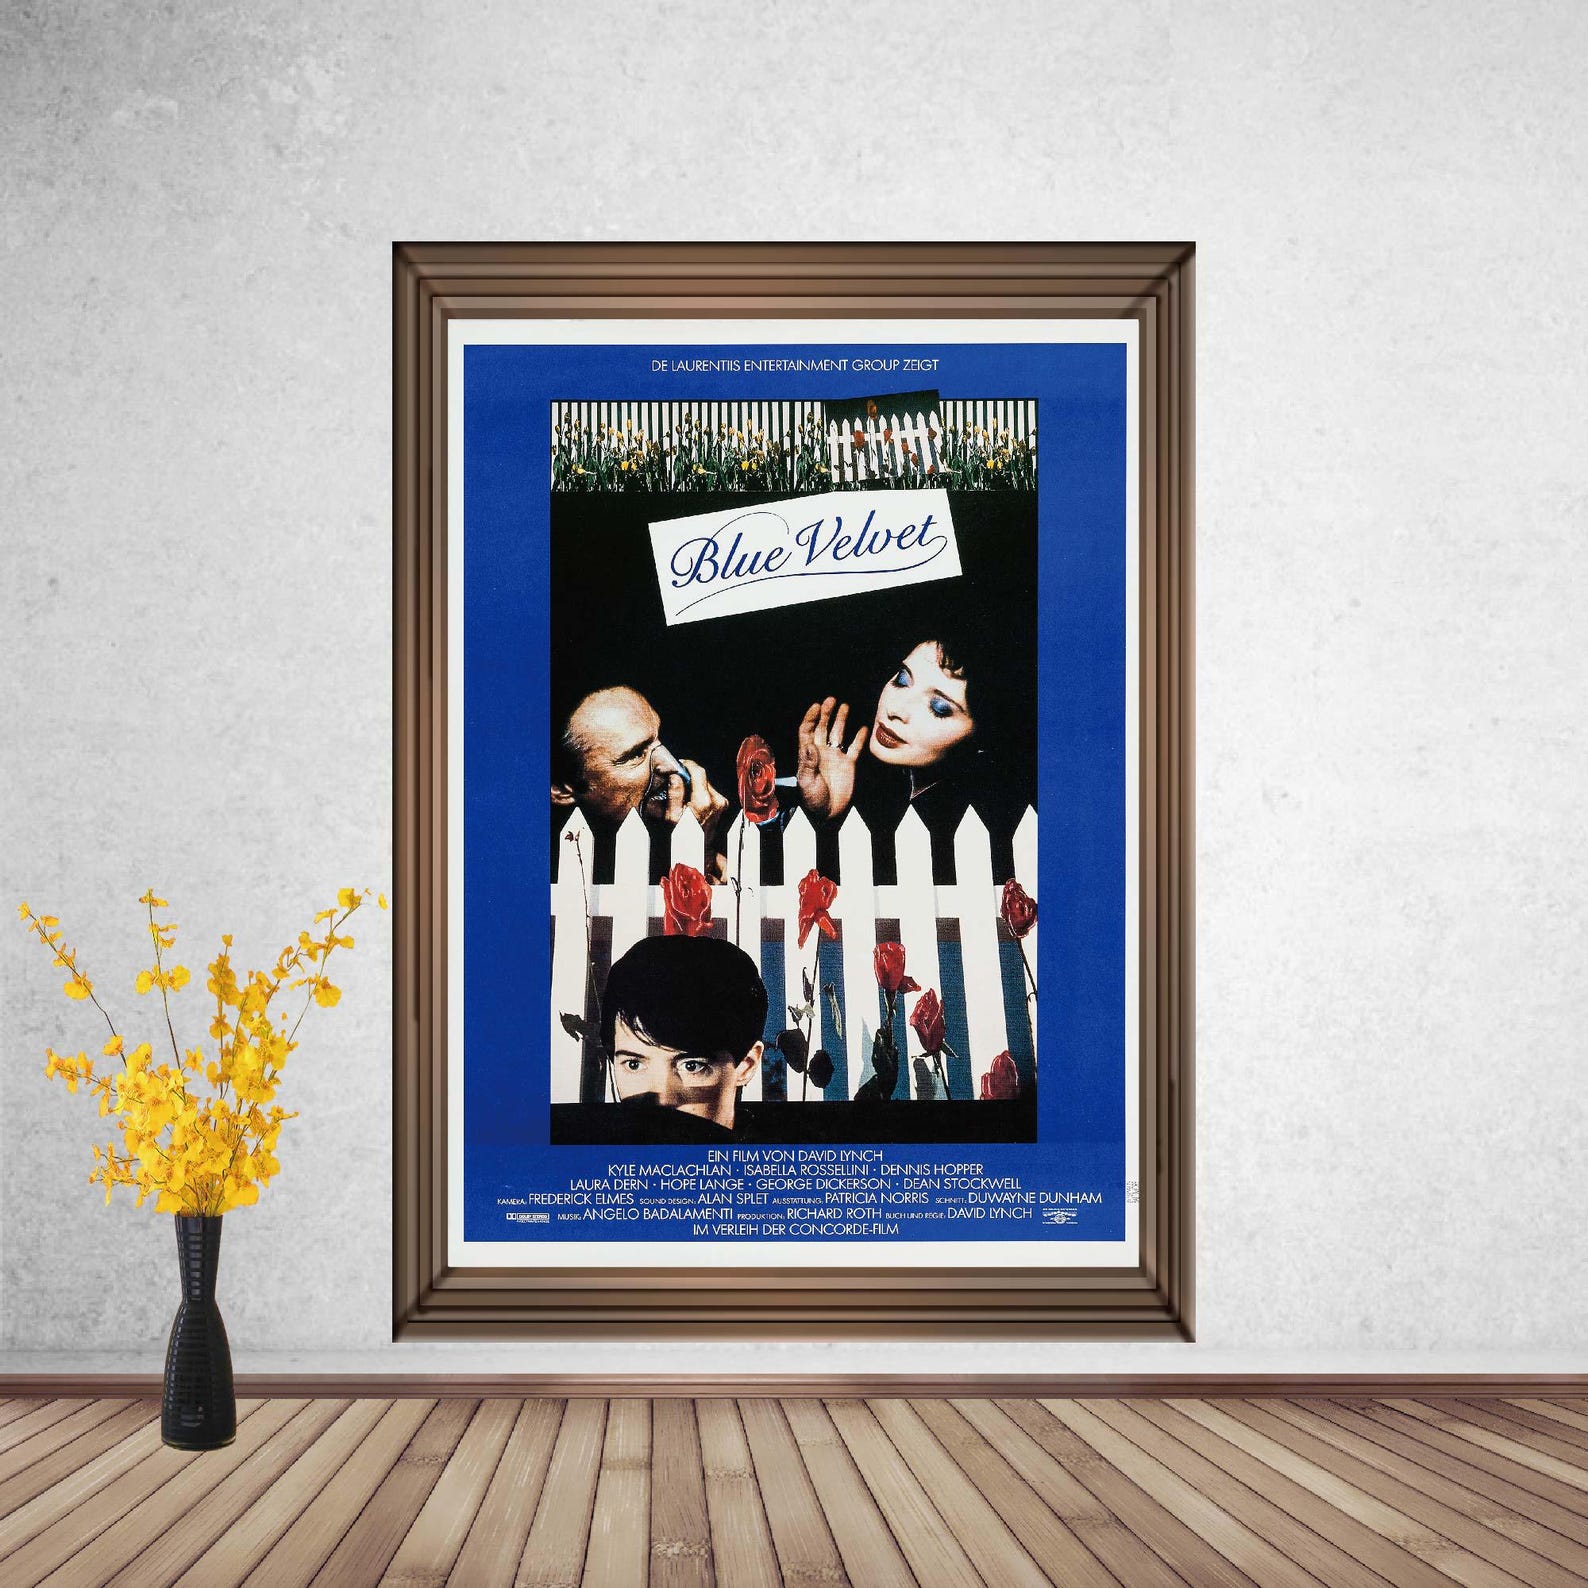 DE LAURENTIIS ENTERTAINMENT GROUP ZEIGT
Blue Velvet
EIN FILM VON DAVID LYNCH
KYLE MACLACHLAN · ISABELLA ROSSELLINI · DENNIS HOPPER
LAURA DERN · HOPE LANGE · GEORGE DICKERSON · DEAN STOCKWELL
KAMERA: FREDERICK ELMES SOUND DESIGN: ALAN SPLET AUSSTATTUNG: PATRICIA NORRIS SCHNITT: DUWAYNE DUNHAM
DOLBY STEREO MUSIK: ANGELO BADALAMENTI PRODUKTION: RICHARD ROTH BUCH UND REGIE: DAVID LYNCH
IM VERLEIH DER CONCORDE-FILM